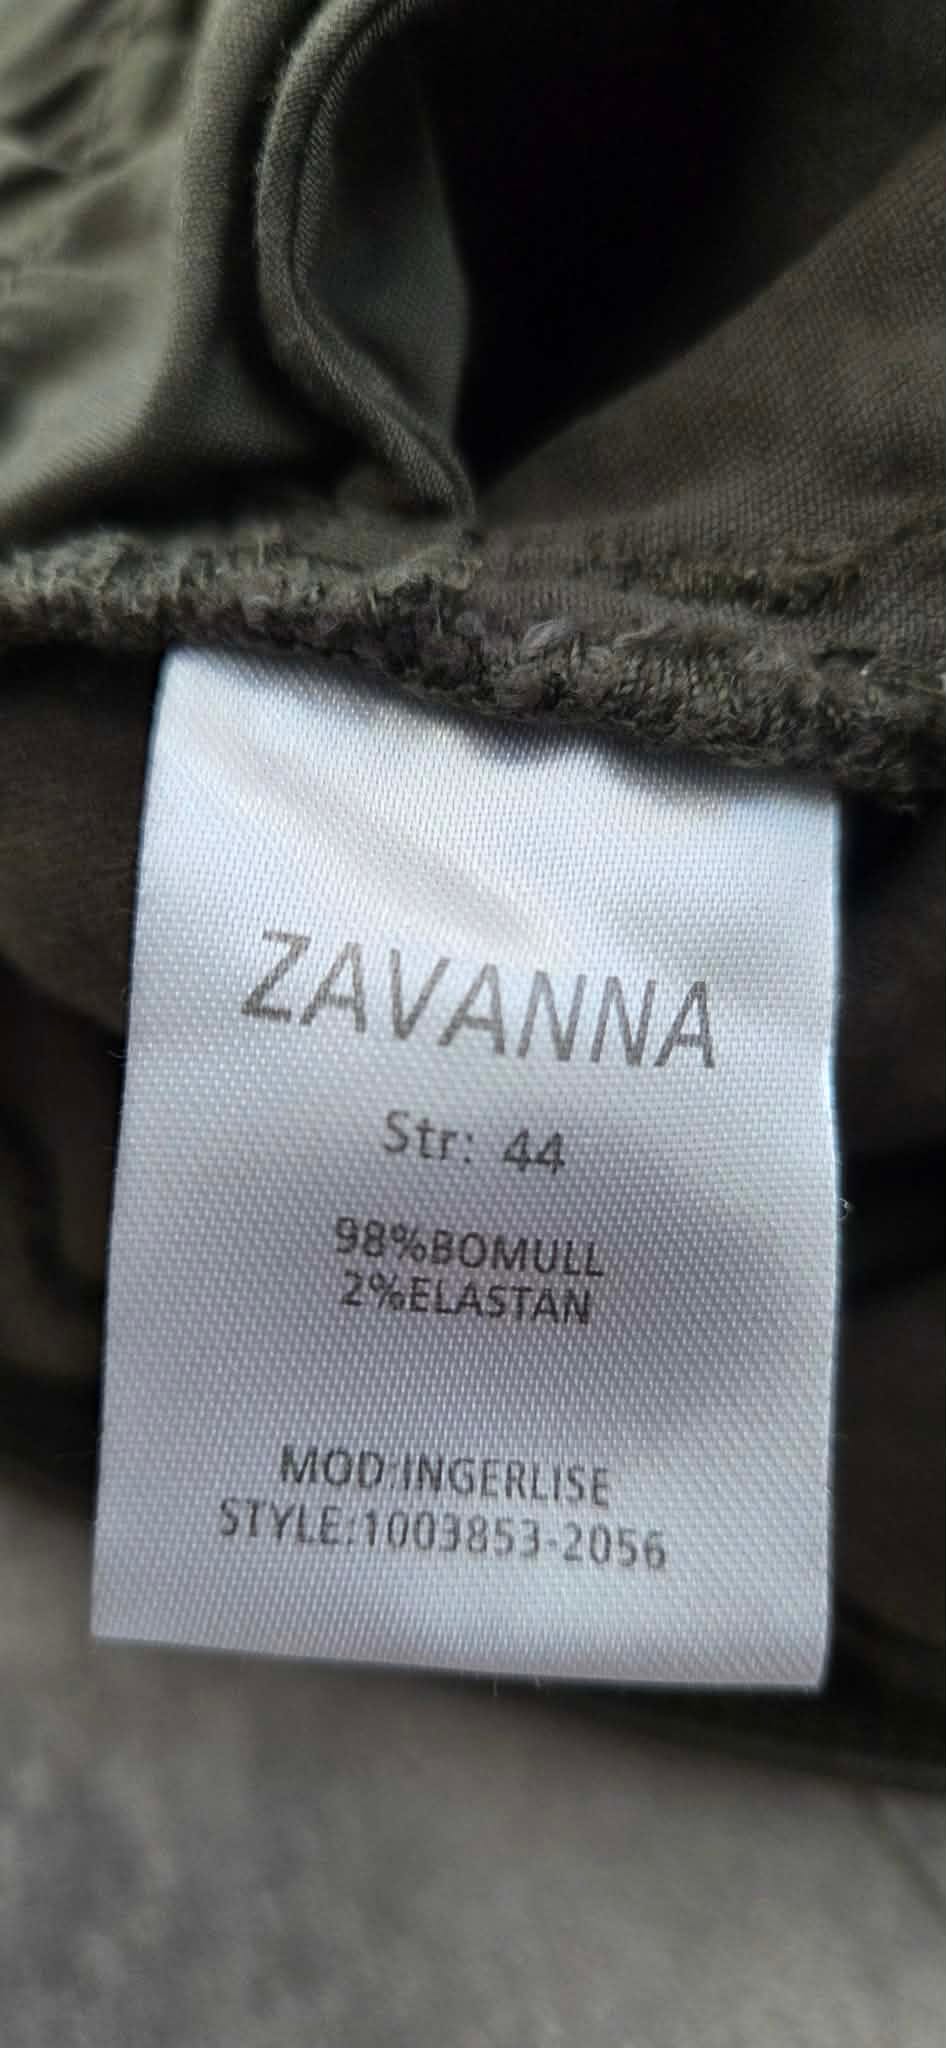 ZAVANNA
Str: 44
98%BOMULL
2%ELASTAN
MOD:INGERLISE
STYLE:1003853-2056